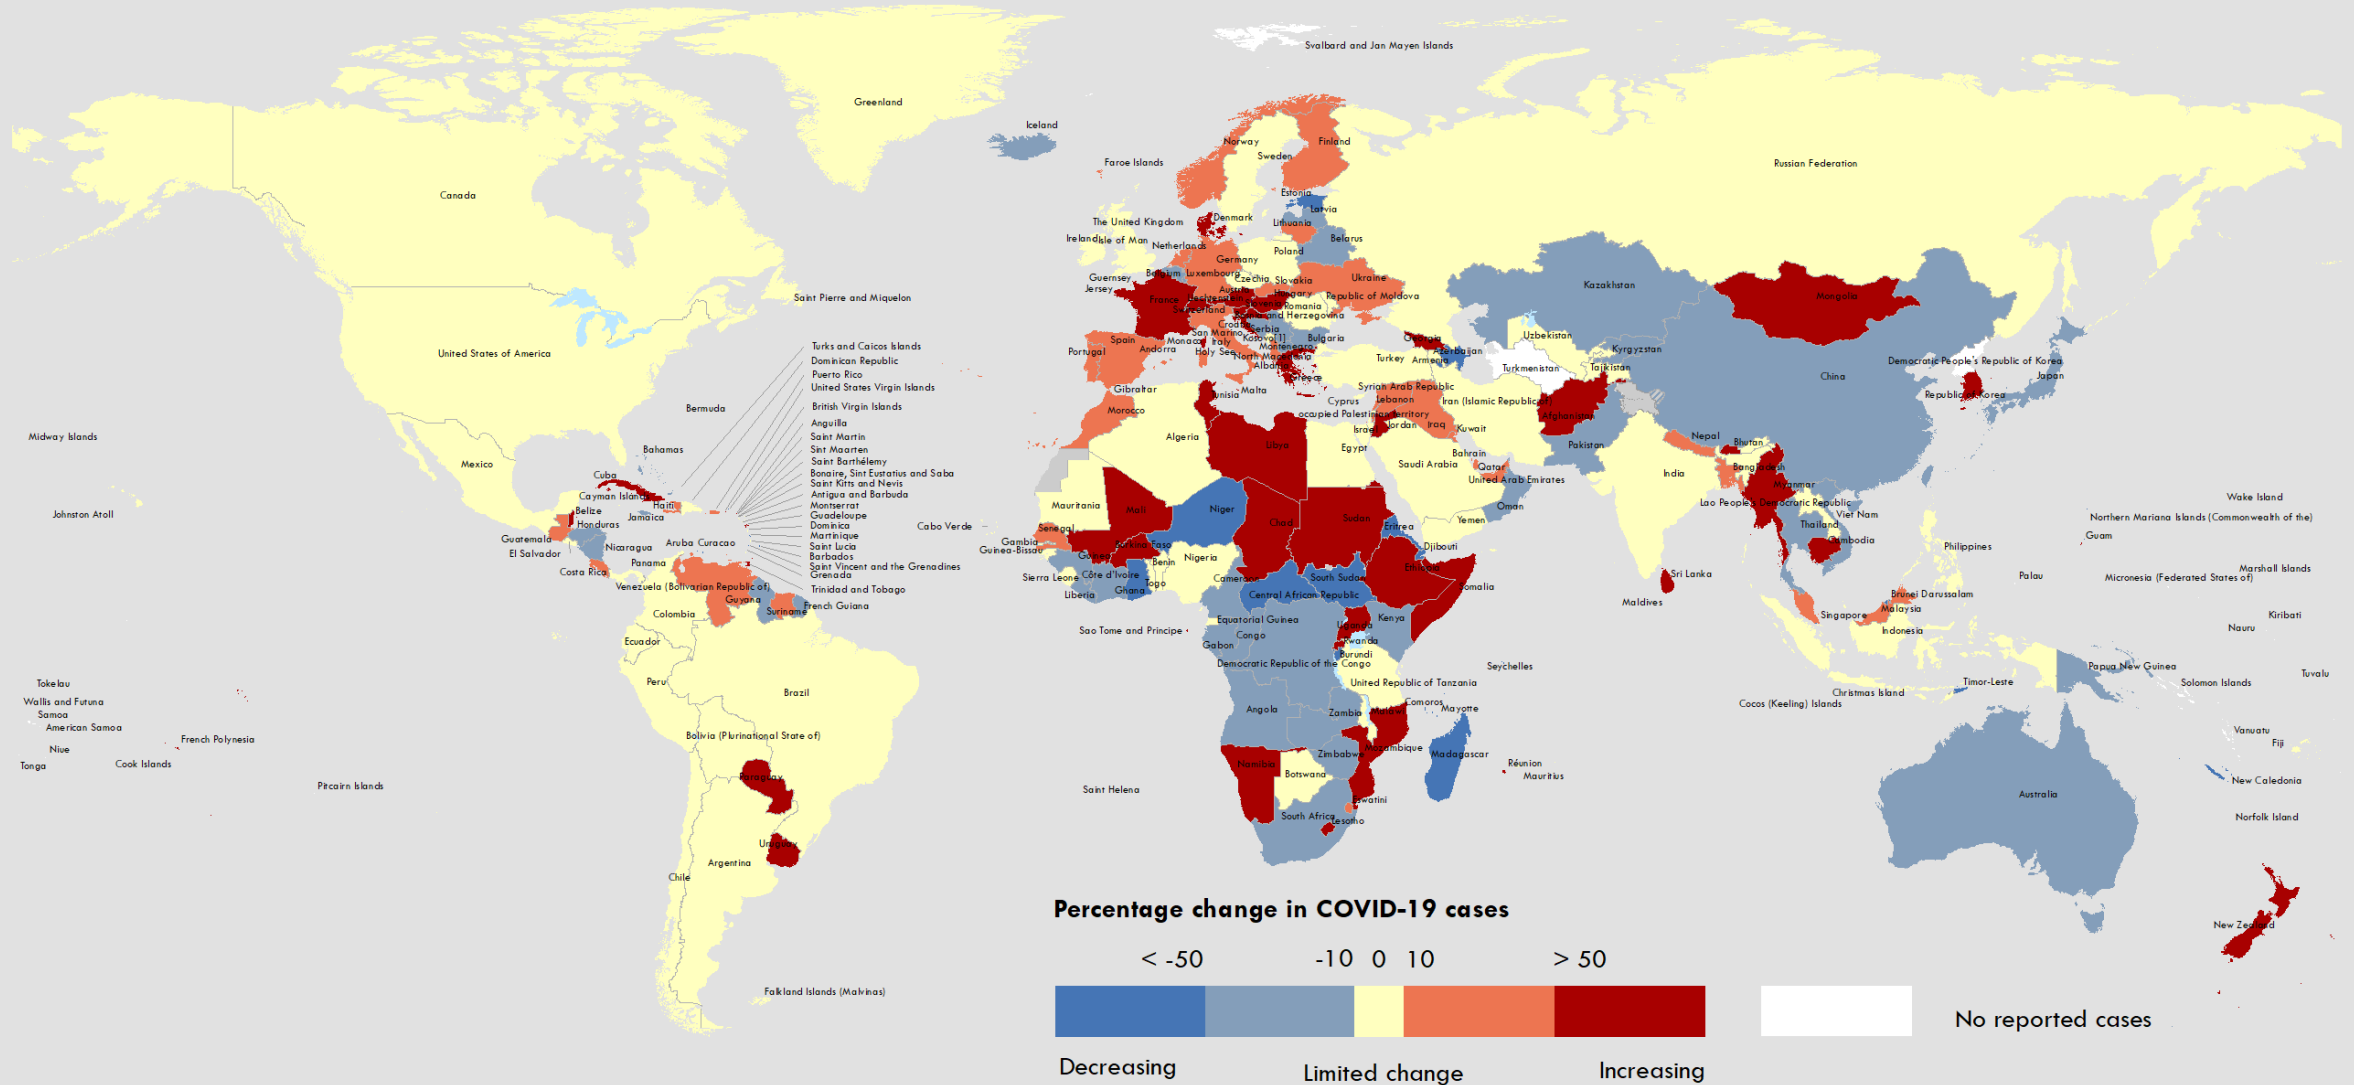 Svalbard and Jan Mayen Islands
Greenland
Iceland
Norway
Finland
Sweden
Faroe Islands
Russian Federation
Canada
Estonia
Latvia
The United Kingdom
Denmark
Lithuania
Ireland
Isle of Man
Netherlands
Belarus
Poland
Germany
Guernsey
Belgium
Luxembourg
Czechia
Slovakia
Ukraine
Jersey
Kazakhstan
Saint Pierre and Miquelon
France
Liechtenstein
Hungary
Republic of Moldova
Mongolia
Switzerland
Slovenia
Romania
Bosnia and Herzegovina
Croatia
Serbia
San Marino
Kosovo[1]
Bulgaria
Uzbekistan
Spain
Monaco
Italy
Montenegro
Georgia
Turks and Caicos Islands
Portugal
Andorra
Holy See
North Macedonia
Turkey
Armenia
Azerbaijan
Kyrgyzstan
United States of America
Dominican Republic
Albania
Turkmenistan
Tajikistan
Democratic People's Republic of Korea
Puerto Rico
Greece
China
Japan
United States Virgin Islands
Gibraltar
Malta
Syrian Arab Republic
Tunisia
Cyprus
Lebanon
Iran (Islamic Republic of)
Republic of Korea
Bermuda
British Virgin Islands
Morocco
occupied Palestinian territory
Afghanistan
Anguilla
Israel
Jordan
Iraq
Kuwait
Midway Islands
Saint Martin
Algeria
Libya
Egypt
Pakistan
Nepal
Bhutan
Bahamas
Sint Maarten
Bahrain
Mexico
Saint Barthélemy
Saudi Arabia
Qatar
Bangladesh
Cuba
Bonaire, Sint Eustatius and Saba
United Arab Emirates
India
Saint Kitts and Nevis
Myanmar
Cayman Islands
Antigua and Barbuda
Wake Island
Haiti
Montserrat
Mauritania
Mali
Niger
Oman
Lao People's Democratic Republic
Johnston Atoll
Belize
Jamaica
Guadeloupe
Chad
Sudan
Yemen
Viet Nam
Northern Mariana Islands (Commonwealth of the)
Honduras
Dominica
Cabo Verde
Senegal
Eritrea
Thailand
Guatemala
Martinique
Gambia
Burkina Faso
Cambodia
Guam
El Salvador
Nicaragua
Aruba
Curacao
Saint Lucia
Guinea-Bissau
Guinea
Djibouti
Philippines
Barbados
Benin
Nigeria
Panama
Saint Vincent and the Grenadines
Ethiopia
Marshall Islands
Costa Rica
Grenada
Sierra Leone
Côte d'Ivoire
Togo
Cameroon
South Sudan
Sri Lanka
Palau
Micronesia (Federated States of)
Venezuela (Bolivarian Republic of)
Trinidad and Tobago
Liberia
Ghana
Central African Republic
Somalia
Brunei Darussalam
Guyana
Suriname
French Guiana
Maldives
Malaysia
Colombia
Equatorial Guinea
Kenya
Singapore
Kiribati
Sao Tome and Principe
Congo
Uganda
Indonesia
Nauru
Ecuador
Gabon
Rwanda
Burundi
Democratic Republic of the Congo
Seychelles
Papua New Guinea
Tuvalu
Tokelau
Peru
United Republic of Tanzania
Timor-Leste
Solomon Islands
Brazil
Christmas Island
Wallis and Futuna
Comoros
Cocos (Keeling) Islands
Samoa
Angola
Zambia
Malawi
Mayotte
American Samoa
French Polynesia
Bolivia (Plurinational State of)
Vanuatu
Niue
Mozambique
Fiji
Tonga
Cook Islands
Zimbabwe
Madagascar
Namibia
Réunion
Paraguay
Botswana
Mauritius
New Caledonia
Pitcairn Islands
Saint Helena
Eswatini
Australia
South Africa
Lesotho
Norfolk Island
Uruguay
Argentina
Chile
New Zealand
Falkland Islands (Malvinas)
Percentage change in COVID-19 cases
< -50 -10 0 10 > 50
No reported cases
Decreasing Limited change Increasing